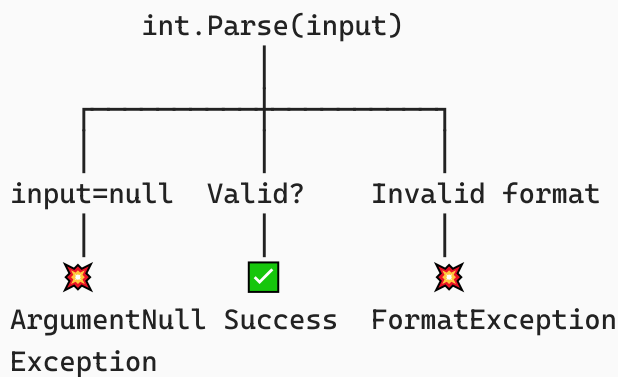 int.Parse(input)
input=null Valid? Invalid format
ArgumentNull Success FormatException
Exception